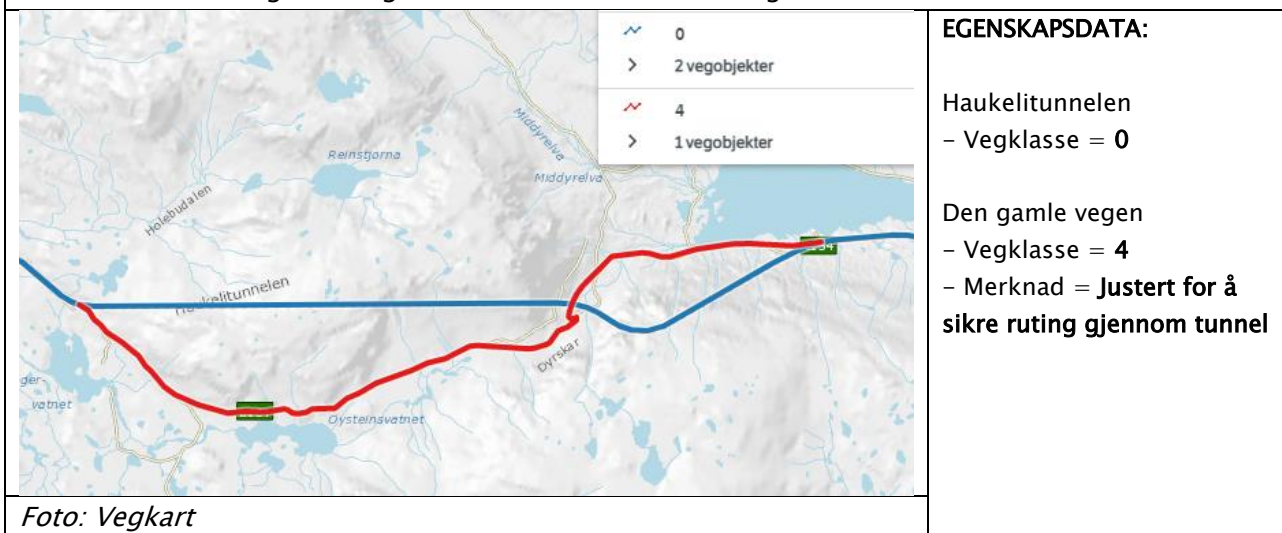 0
2 vegobjekter
4
1 vegobjekter
Middyrelva
Reinstjorna
Middyrelva
Holebudalen
Haukelitunnelen
Dyrskar
vatnet
Øysteinsvatnet
Foto: Vegkart
EGENSKAPSDATA:
Haukelitunnelen
- Vegklasse = 0
Den gamle vegen
- Vegklasse = 4
- Merknad = Justert for å
sikre ruting gjennom tunnel